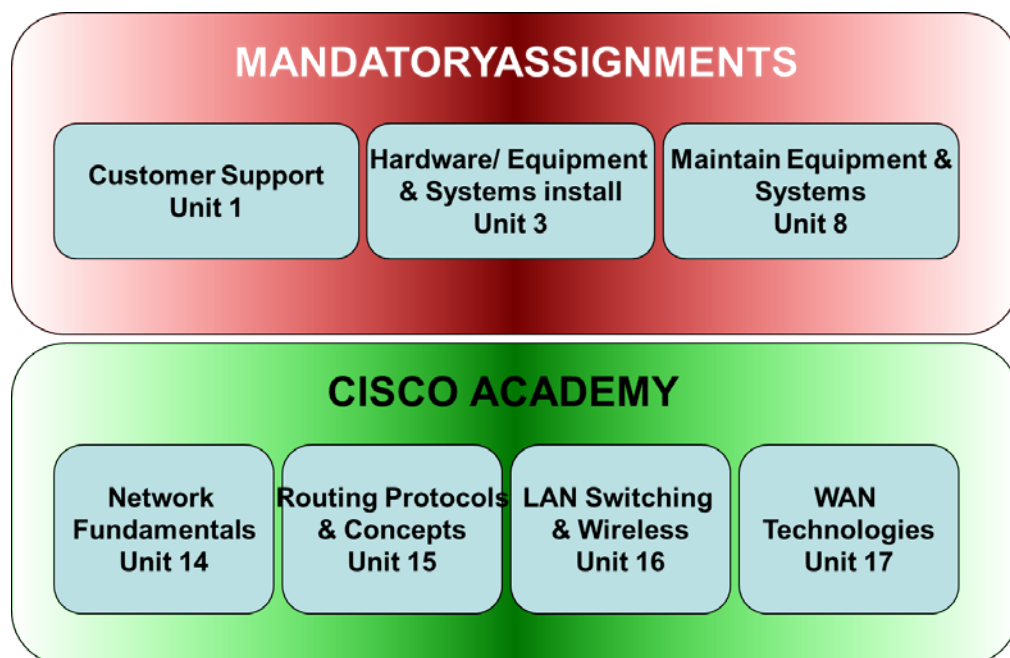 MANDATORYASSIGNMENTS
Customer Support
Unit 1
Hardware/ Equipment
& Systems install
Unit 3
Maintain Equipment &
Systems
Unit 8
CISCO ACADEMY
Network
Fundamentals
Unit 14
Routing Protocols
& Concepts
Unit 15
LAN Switching
& Wireless
Unit 16
WAN
Technologies
Unit 17